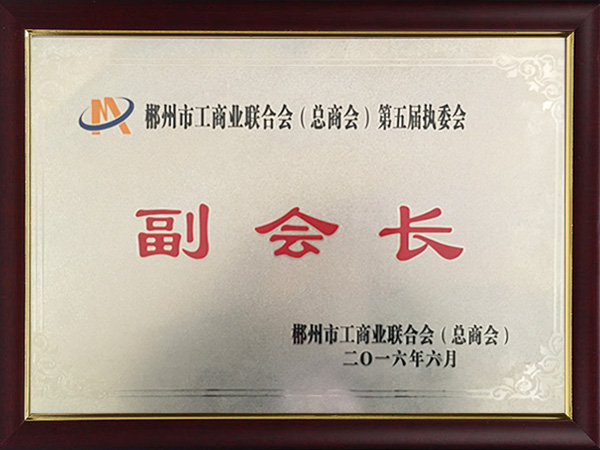 郴州市工商业联合会（总商会）第五届执委会
副会长
郴州市工商业联合会（总商会）
二〇一六年六月